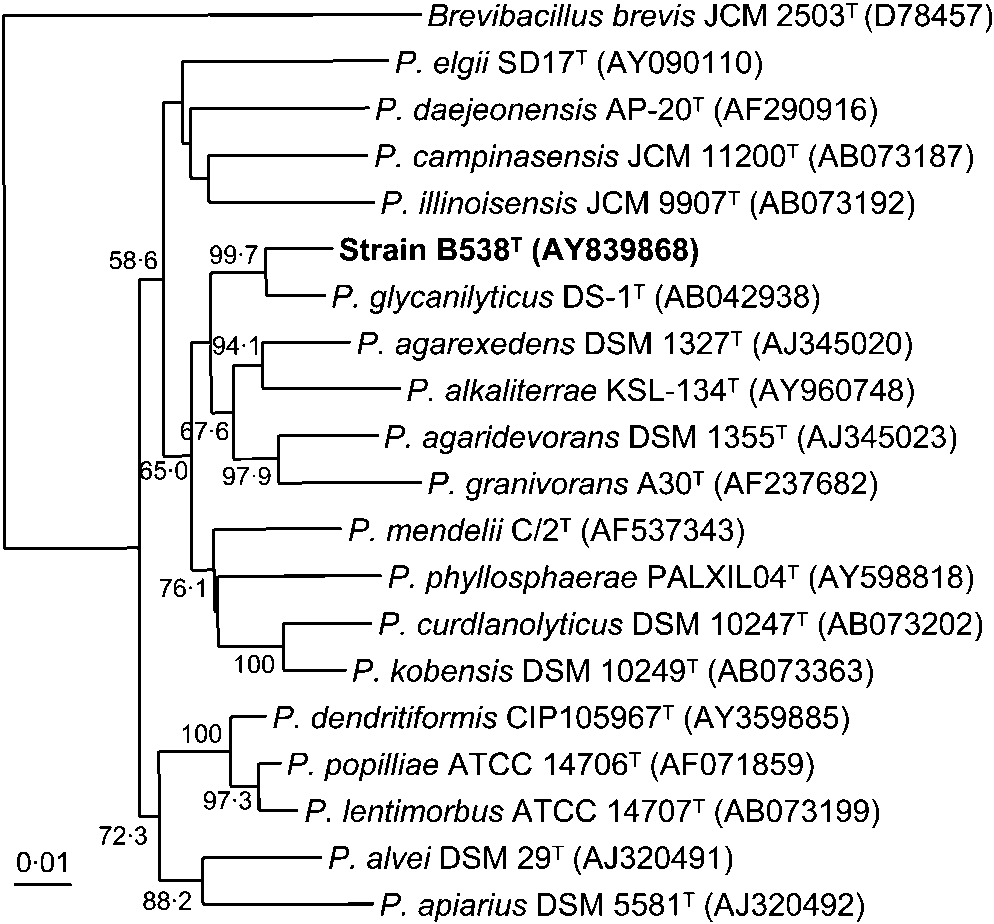 Brevibacillus brevis JCM 2503ᵀ (D78457)
P. elgii SD17ᵀ (AY090110)
P. daejeonensis AP-20ᵀ (AF290916)
P. campinasensis JCM 11200ᵀ (AB073187)
P. illinoisensis JCM 9907ᵀ (AB073192)
58·6
99·7
Strain B538ᵀ (AY839868)
P. glycanilyticus DS-1ᵀ (AB042938)
94·1
P. agarexedens DSM 1327ᵀ (AJ345020)
P. alkaliterrae KSL-134ᵀ (AY960748)
67·6
P. agaridevorans DSM 1355ᵀ (AJ345023)
65·0
97·9
P. granivorans A30ᵀ (AF237682)
P. mendelii C/2ᵀ (AF537343)
76·1
P. phyllosphaerae PALXIL04ᵀ (AY598818)
P. curdlanolyticus DSM 10247ᵀ (AB073202)
100
P. kobensis DSM 10249ᵀ (AB073363)
P. dendritiformis CIP105967ᵀ (AY359885)
100
P. popilliae ATCC 14706ᵀ (AF071859)
97·3
P. lentimorbus ATCC 14707ᵀ (AB073199)
72·3
0·01
P. alvei DSM 29ᵀ (AJ320491)
88·2
P. apiarius DSM 5581ᵀ (AJ320492)